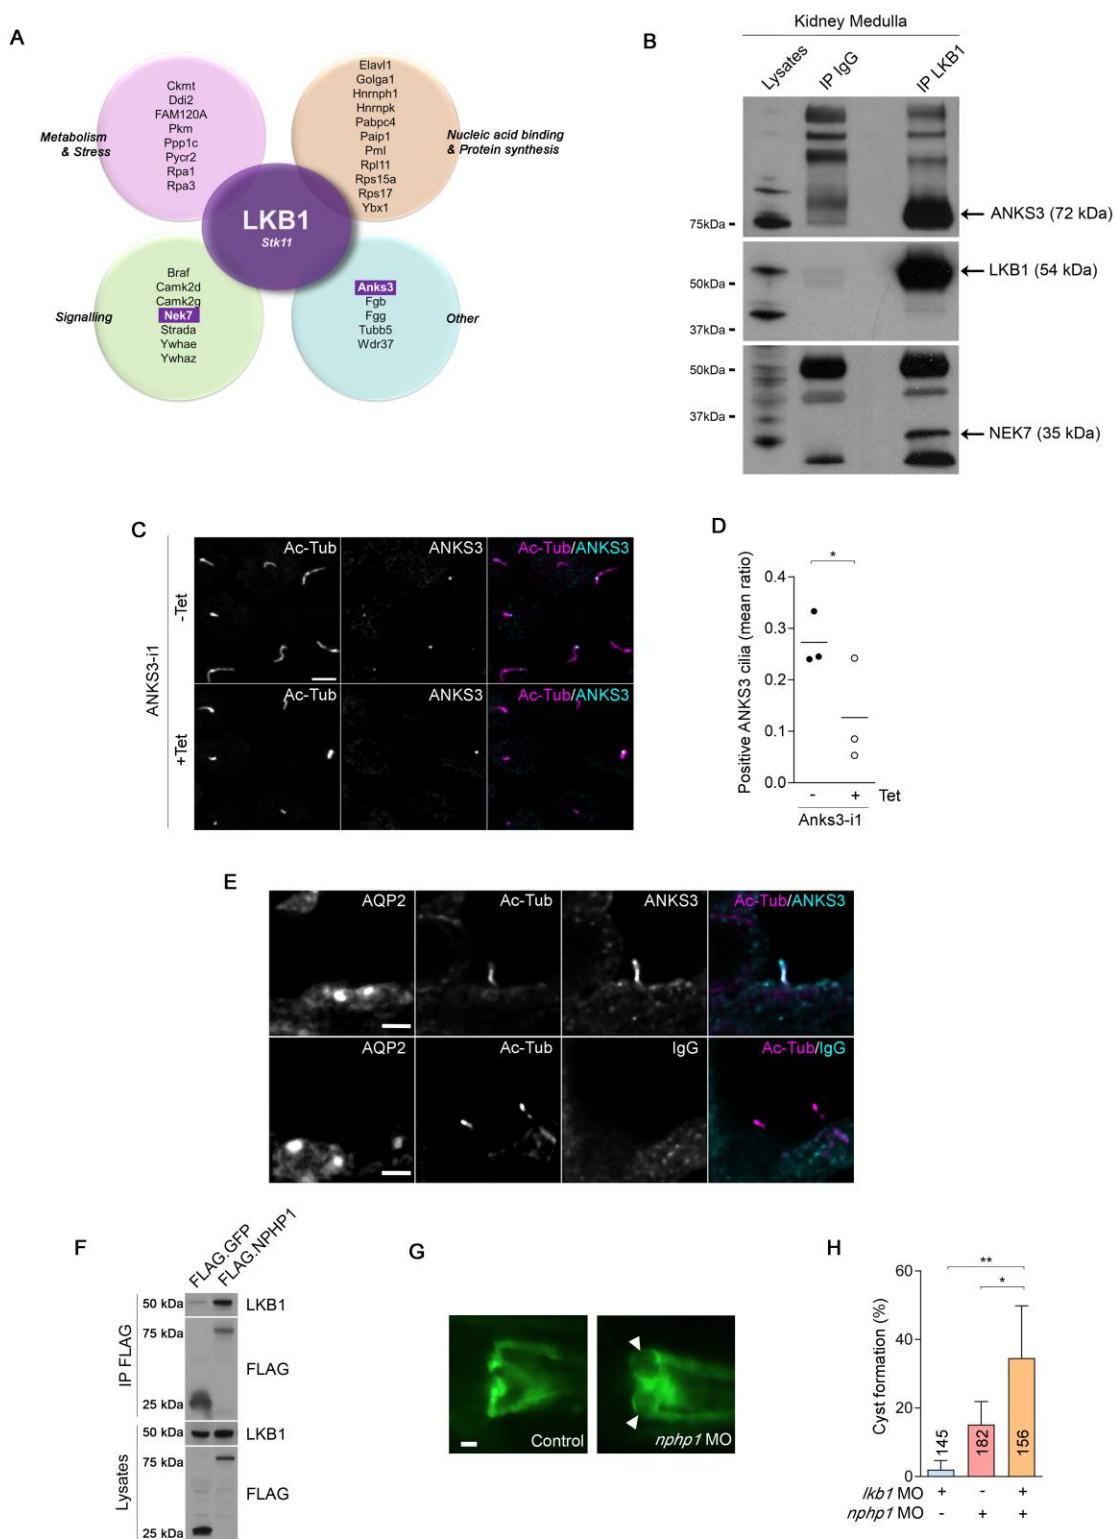 A
Ckmt
Ddi2
FAM120A
Pkm
Ppp1c
Pycr2
Rpa1
Rpa3
Metabolism
& Stress
Elavl1
Golga1
Hnrnph1
Hnrnpk
Pabpc4
Paip1
Pml
Rpl11
Rps15a
Rps17
Ybx1
Nucleic acid binding
& Protein synthesis
LKB1
Stk11
Braf
Camk2d
Camk2g
Nek7
Strada
Ywhae
Ywhaz
Signalling
Anks3
Fgb
Fgg
Tubb5
Wdr37
Other
B
Kidney Medulla
Lysates
IP IgG
IP LKB1
75kDa
ANKS3 (72 kDa)
50kDa
37kDa
LKB1 (54 kDa)
50kDa
37kDa
NEK7 (35 kDa)
C
ANKS3-i1
-Tet
Ac-Tub
ANKS3
Ac-Tub/ANKS3
+Tet
Ac-Tub
ANKS3
Ac-Tub/ANKS3
D
*
Positive ANKS3 cilia (mean ratio)
0.4
0.3
0.2
0.1
0.0
- + Tet
Anks3-i1
E
AQP2
Ac-Tub
ANKS3
Ac-Tub/ANKS3
AQP2
Ac-Tub
IgG
Ac-Tub/IgG
F
FLAG.GFP
FLAG.NPHP1
IP FLAG
50 kDa
LKB1
75 kDa
FLAG
25 kDa
Lysates
50 kDa
LKB1
75 kDa
FLAG
25 kDa
G
Control
nphp1 MO
H
**
*
Cyst formation (%)
60
40
20
0
145
182
156
lkb1 MO + - +
nphp1 MO - + +